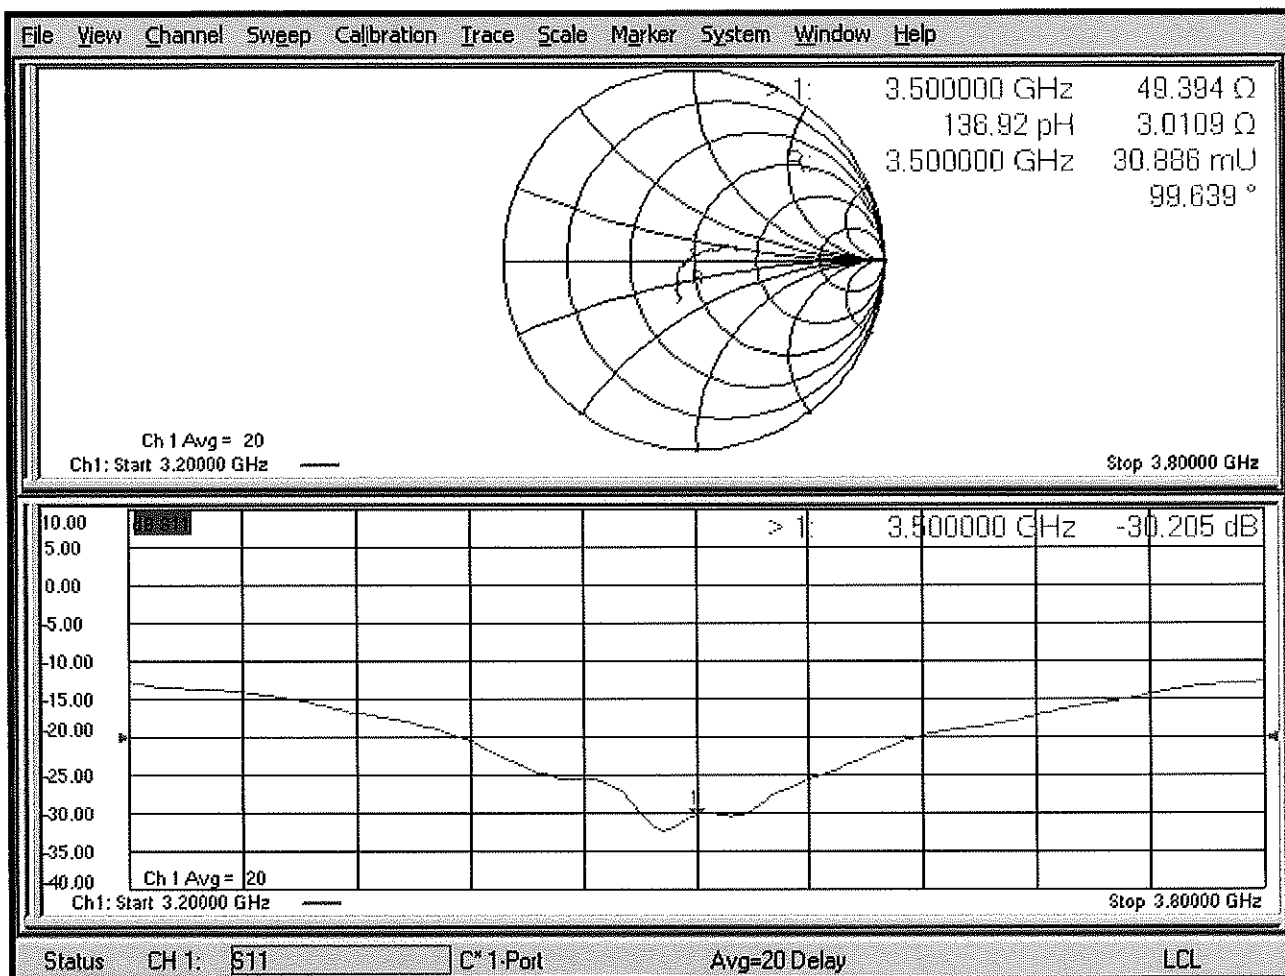 File View Channel Sweep Calibration Trace Scale Marker System Window Help
> 1: 3.500000 GHz 49.394 Ω
136.92 pH 3.0109 Ω
3.500000 GHz 30.886 mU
99.639 °
Ch 1 Avg = 20
Ch1: Start 3.20000 GHz
Stop 3.80000 GHz
10.00
dB S11
> 1: 3.500000 GHz -30.205 dB
5.00
0.00
-5.00
-10.00
-15.00
-20.00
-25.00
-30.00
-35.00
-40.00
Ch 1 Avg = 20
Ch1: Start 3.20000 GHz
Stop 3.80000 GHz
Status CH 1: S11 C* 1-Port Avg=20 Delay LCL